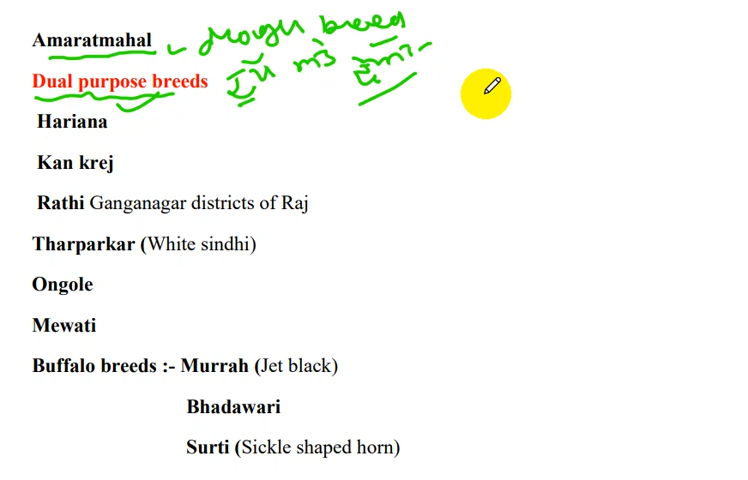 Amaratmahal breed
Dual purpose breeds
Hariana
Kan krej
Rathi Ganganagar districts of Raj
Tharparkar (White sindhi)
Ongole
Mewati
Buffalo breeds :- Murrah (Jet black)
Bhadawari
Surti (Sickle shaped horn)